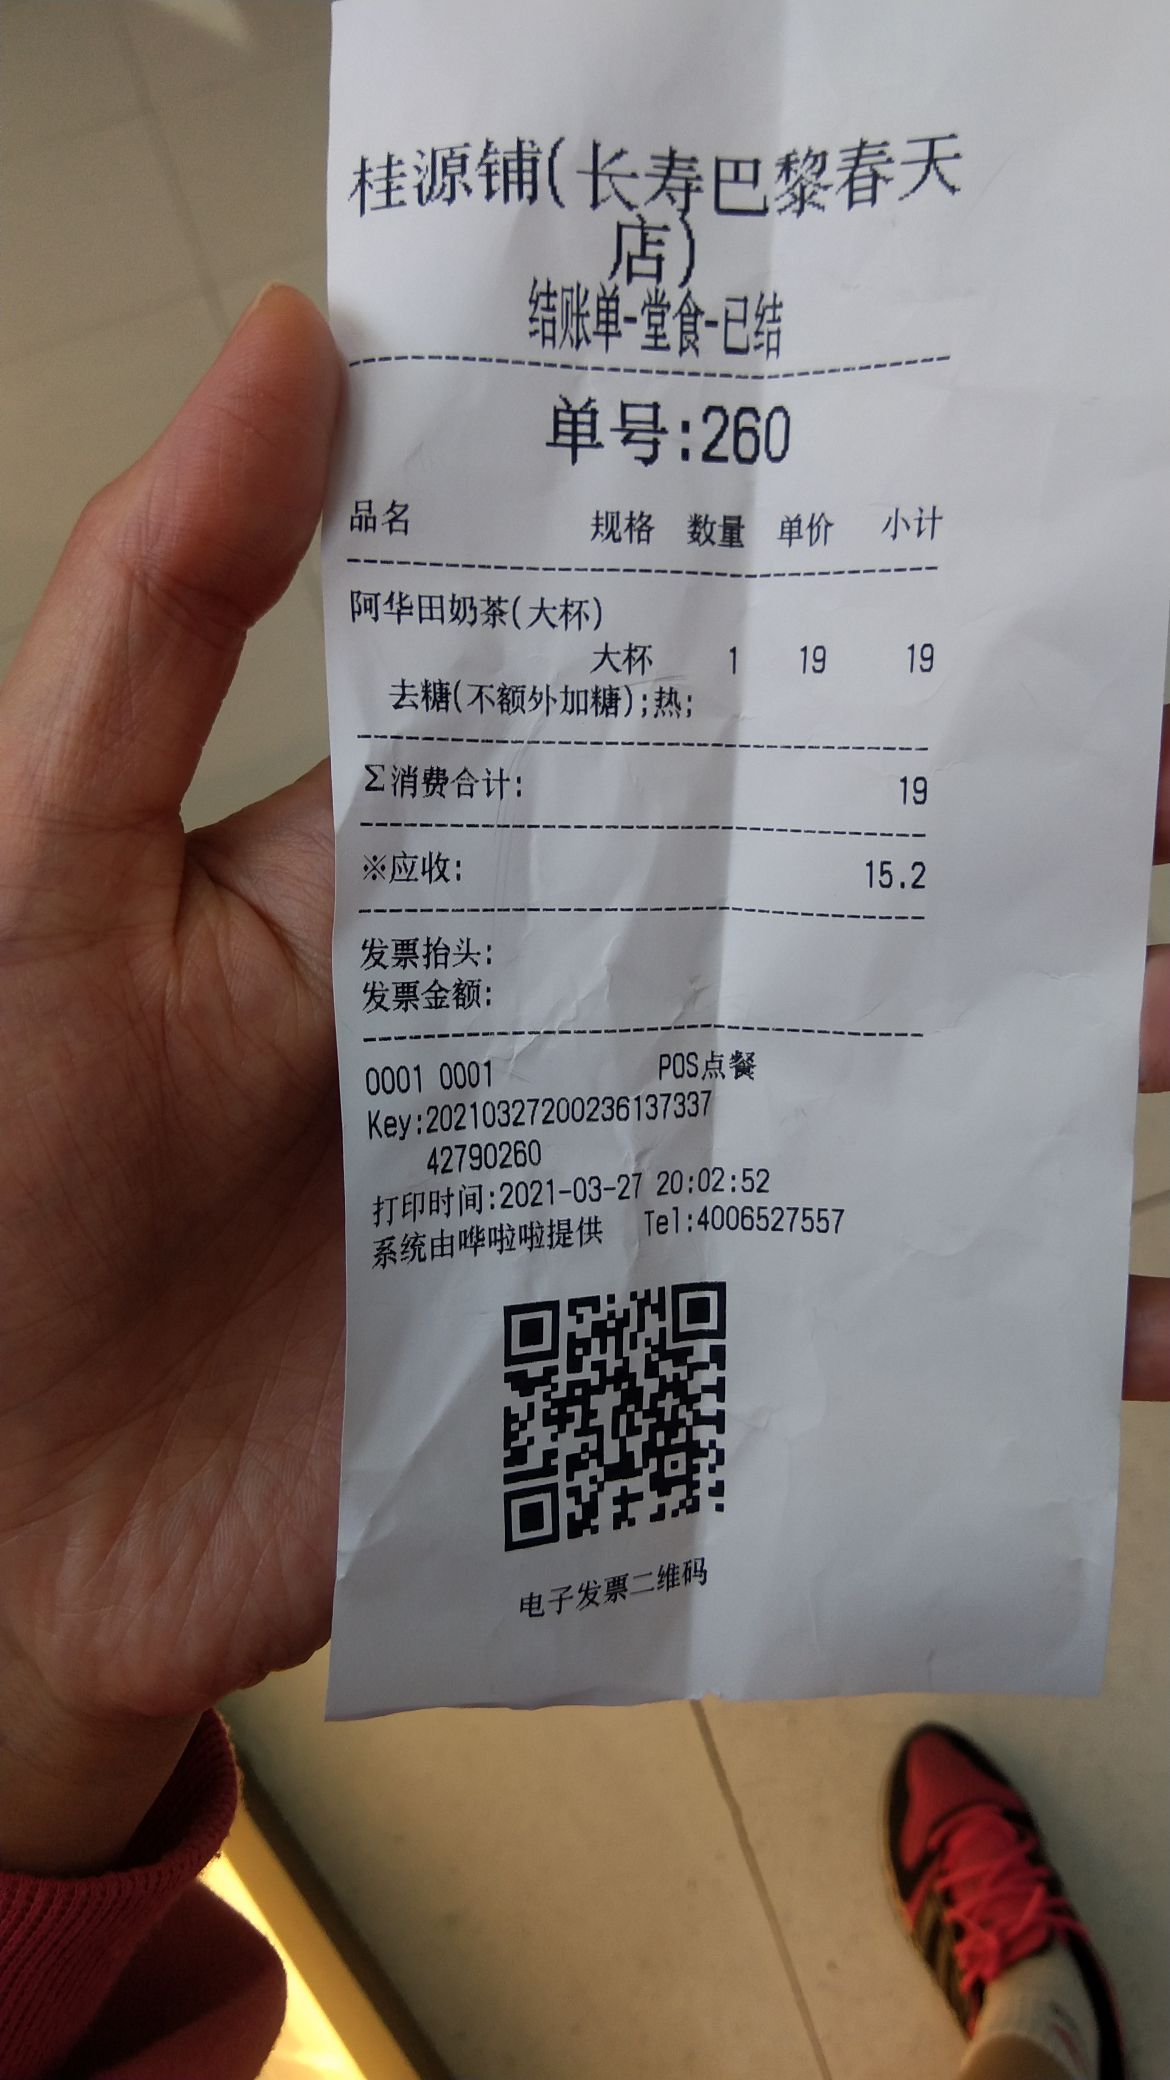 桂源铺(长寿巴黎春天
店)
结账单-堂食-已结
单号:260
品名 规格 数量 单价 小计
阿华田奶茶(大杯)
大杯 1 19 19
去糖(不额外加糖);热;
Σ消费合计: 19
※应收: 15.2
发票抬头:
发票金额:
0001 0001 POS点餐
Key:20210327200236137337
42790260
打印时间:2021-03-27 20:02:52
系统由哗啦啦提供 Tel:4006527557
电子发票二维码